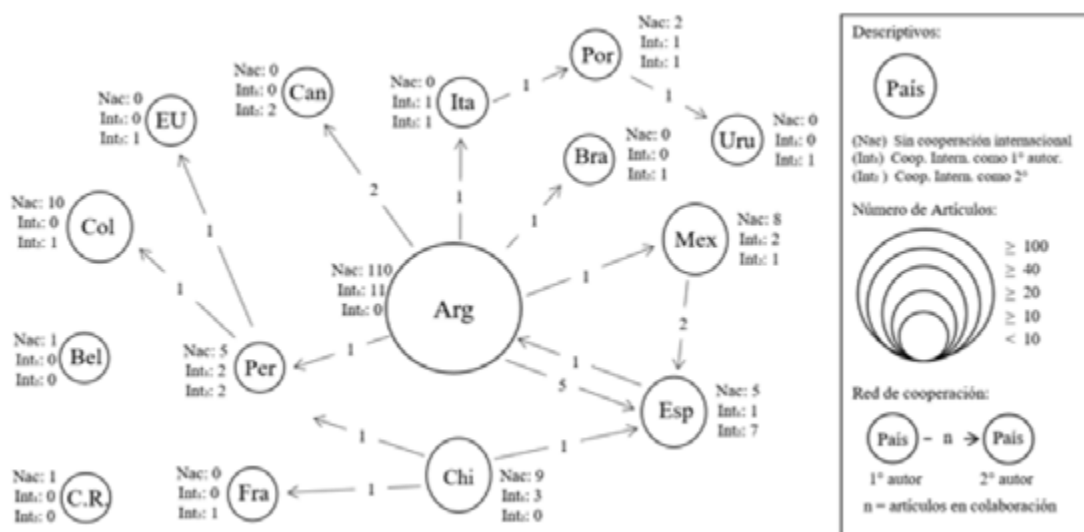 Nac: 0
Int₁: 0
Int₂: 1
EU
Nac: 0
Int₁: 0
Int₂: 2
Can
Nac: 0
Int₁: 1
Int₂: 1
Ita
Nac: 2
Int₁: 1
Int₂: 1
Por
Nac: 0
Int₁: 0
Int₂: 1
Uru
Nac: 0
Int₁: 0
Int₂: 1
Bra
Nac: 10
Int₁: 0
Int₂: 1
Col
Nac: 110
Int₁: 11
Int₂: 0
Arg
Nac: 8
Int₁: 2
Int₂: 1
Mex
Nac: 1
Int₁: 0
Int₂: 0
Bel
Nac: 5
Int₁: 2
Int₂: 2
Per
Nac: 5
Int₁: 1
Int₂: 7
Esp
Nac: 1
Int₁: 0
Int₂: 0
C.R.
Nac: 0
Int₁: 0
Int₂: 1
Fra
Nac: 9
Int₁: 3
Int₂: 0
Chi
1
1
2
1
1
1
1
1
1
1
2
1
5
1
1
1
Descriptivos:
País
(Nac) Sin cooperación internacional
(Int₁) Coop. Intern. como 1° autor.
(Int₂ ) Coop. Intern. como 2°
Número de Artículos:
≥ 100
≥ 40
≥ 20
≥ 10
< 10
Red de cooperación:
País – n → País
1° autor 2° autor
n = artículos en colaboración